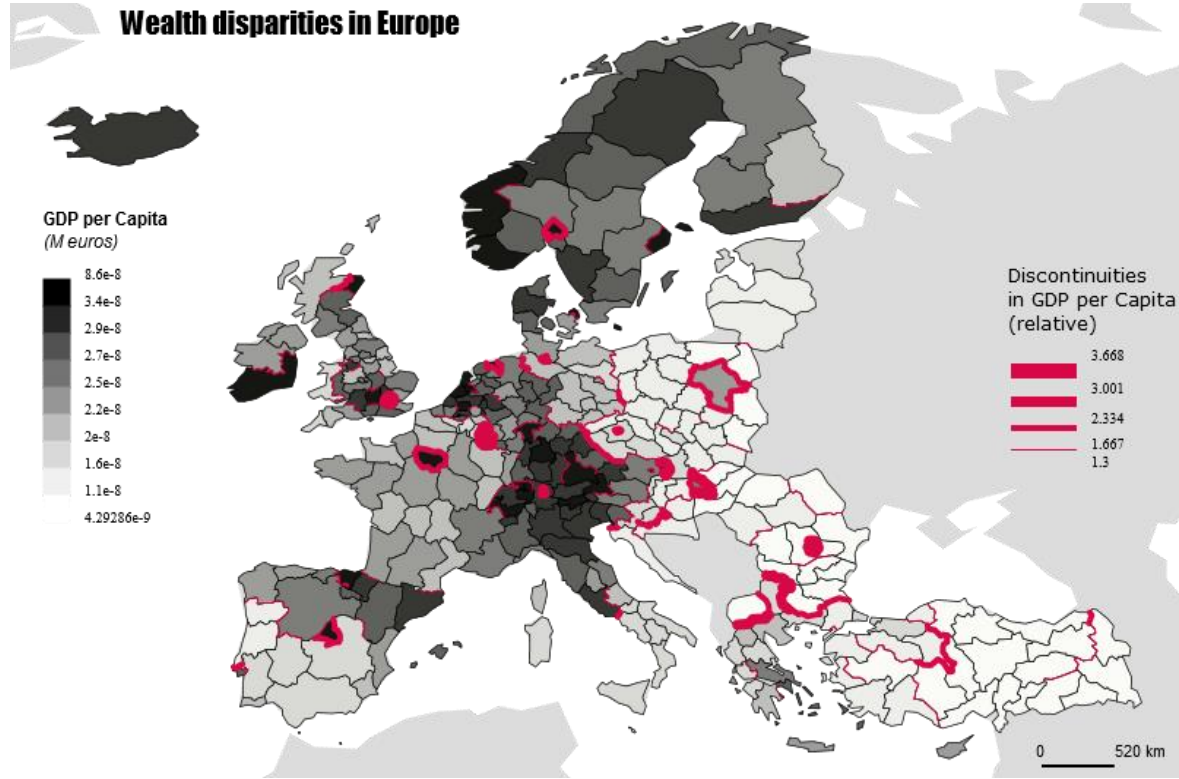 Wealth disparities in Europe
GDP per Capita
(M euros)
8.6e-8
3.4e-8
2.9e-8
2.7e-8
2.5e-8
2.2e-8
2e-8
1.6e-8
1.1e-8
4.29286e-9
Discontinuities
in GDP per Capita
(relative)
3.668
3.001
2.334
1.667
1.3
0 520 km